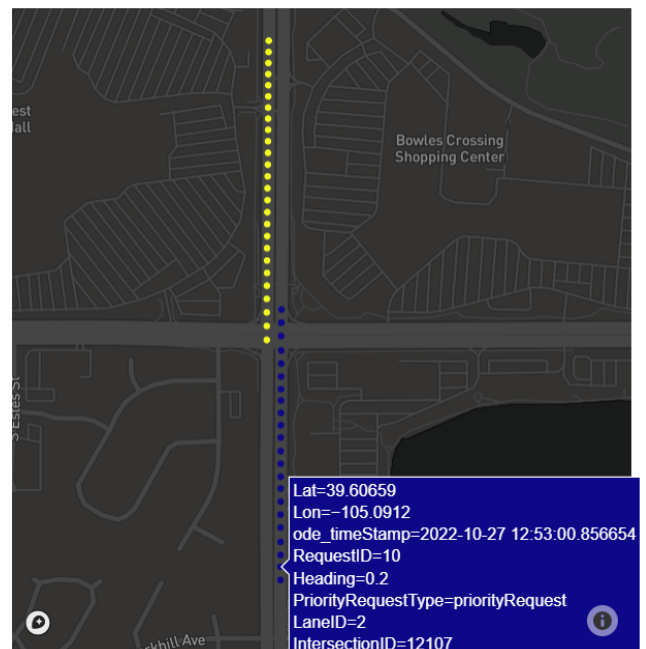 est
all
Bowles Crossing
Shopping Center
S Estes St
Lat=39.60659
Lon=−105.0912
ode_timeStamp=2022-10-27 12:53:00.856654
RequestID=10
Heading=0.2
PriorityRequestType=priorityRequest
LaneID=2
IntersectionID=12107
ckhill Ave